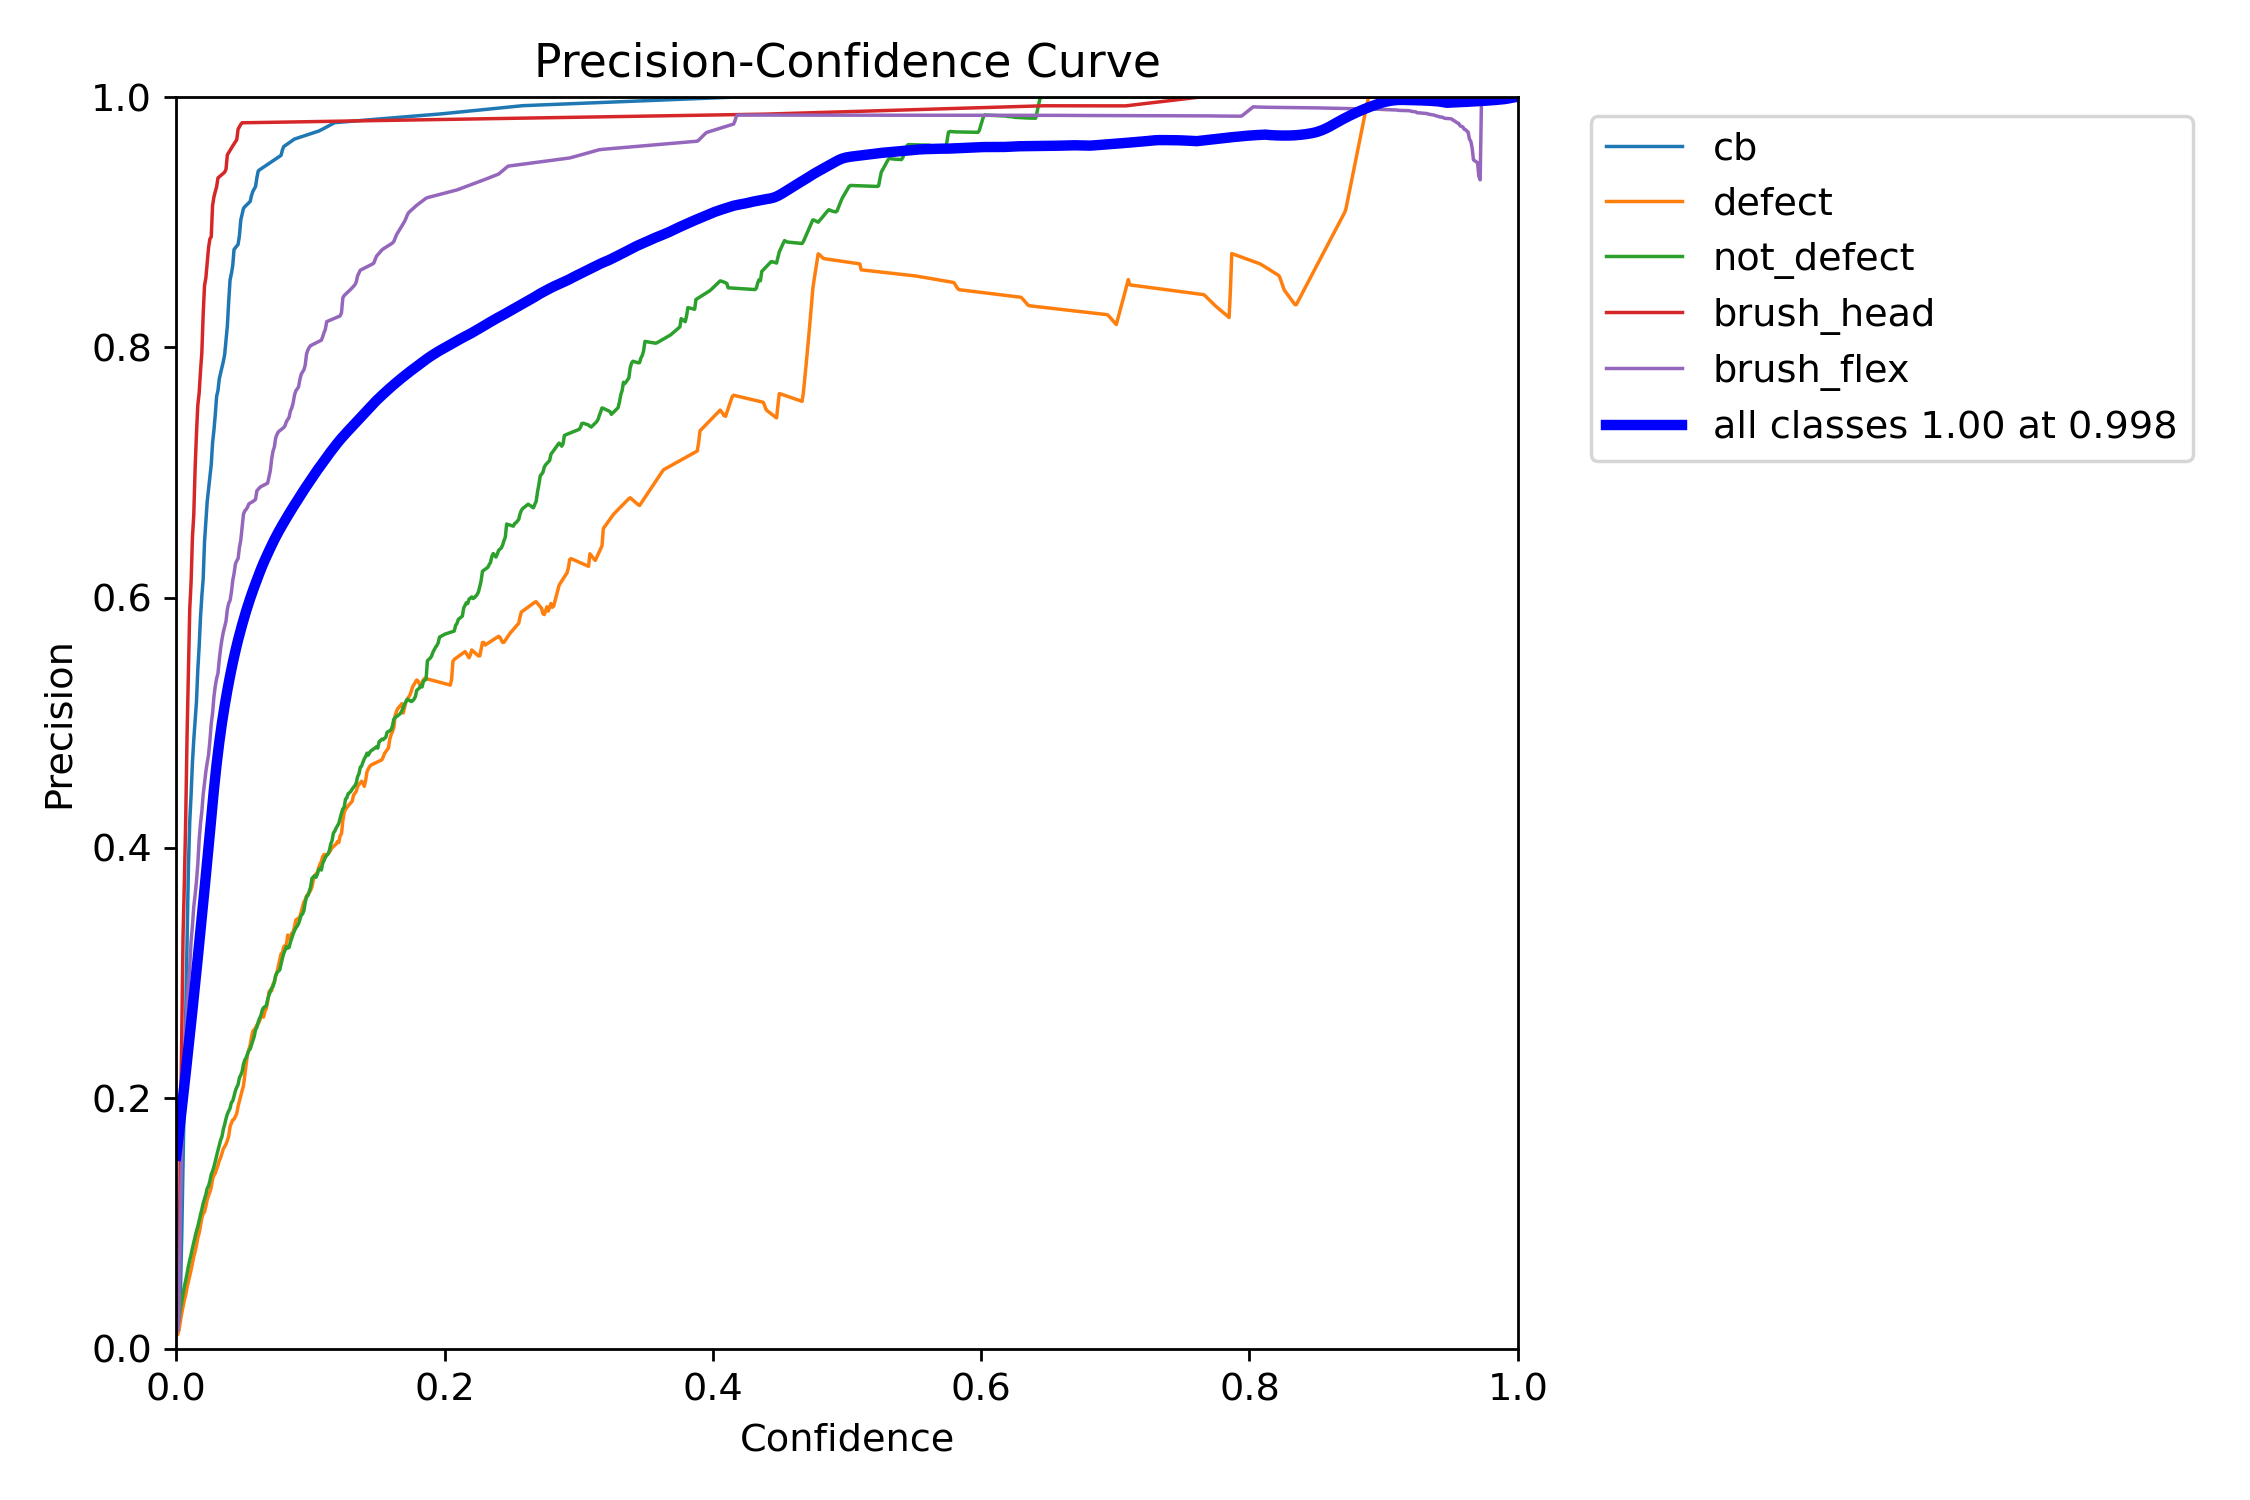 Precision-Confidence Curve
1.0
0.8
0.6
0.4
0.2
0.0
Precision
0.0 0.2 0.4 0.6 0.8 1.0
Confidence
cb
defect
not_defect
brush_head
brush_flex
all classes 1.00 at 0.998